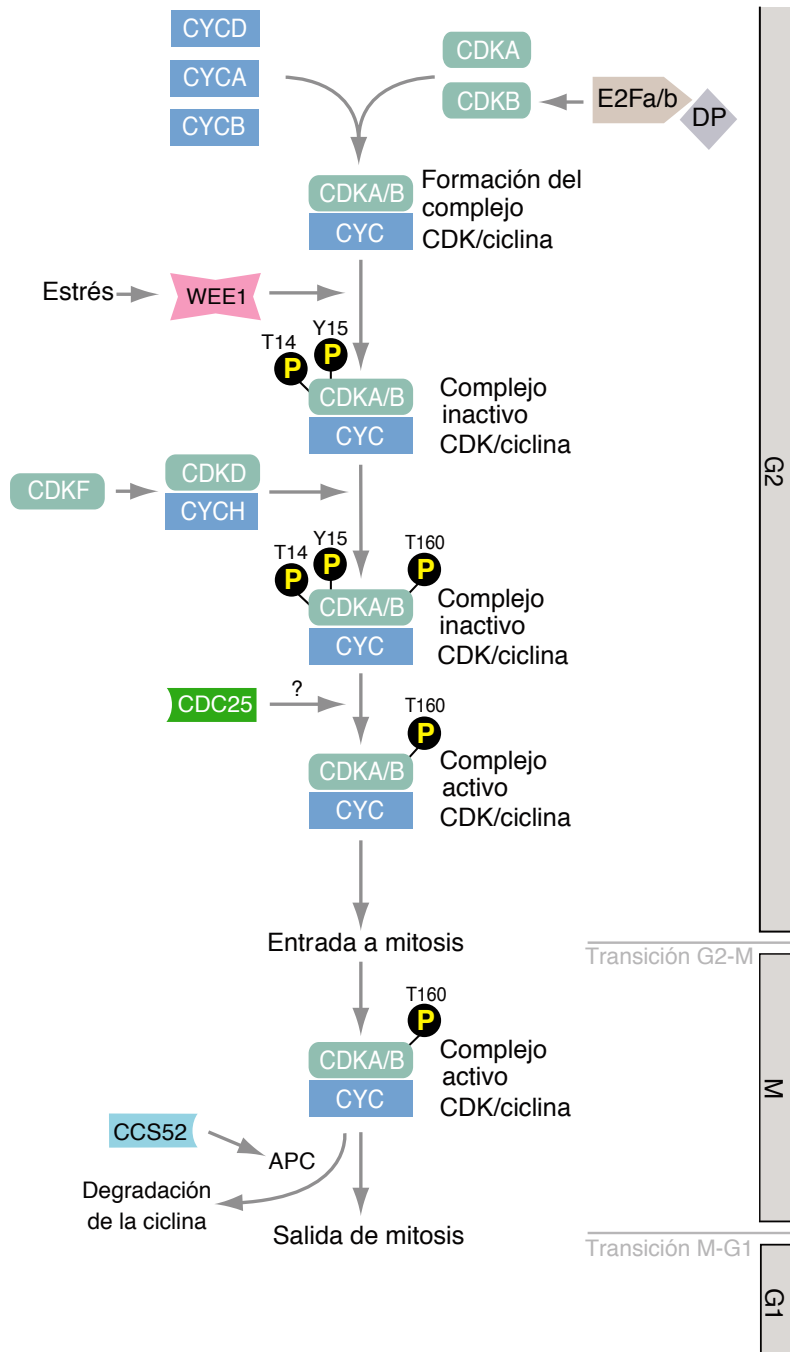 CYCD
CYCA
CYCB
CDKA
CDKB
E2Fa/b
DP
CDKA/B
CYC
Formación del
complejo
CDK/ciclina
Estrés
WEE1
T14
P
Y15
P
CDKA/B
CYC
Complejo
inactivo
CDK/ciclina
G2
CDKF
CDKD
CYCH
T14
P
Y15
P
T160
P
CDKA/B
CYC
Complejo
inactivo
CDK/ciclina
CDC25
?
T160
P
CDKA/B
CYC
Complejo
activo
CDK/ciclina
Entrada a mitosis
Transición G2-M
T160
P
CDKA/B
CYC
Complejo
activo
CDK/ciclina
M
CCS52
APC
Degradación
de la ciclina
Salida de mitosis
Transición M-G1
G1